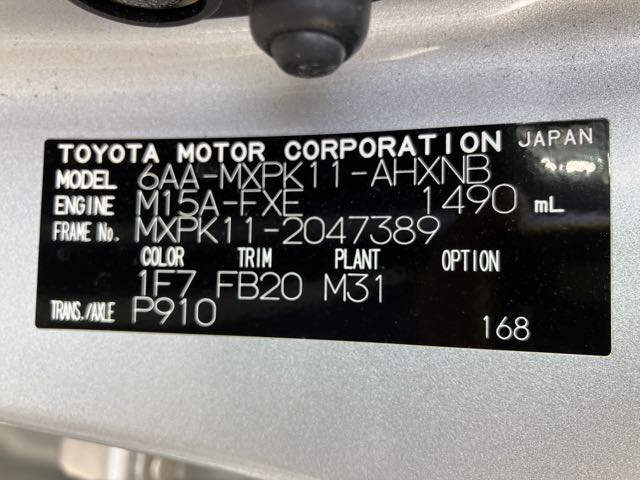 TOYOTA MOTOR CORPORATION JAPAN
MODEL 6AA-MXPK11-AHXNB
ENGINE M15A-FXE 1490 mL
FRAME No. MXPK11-2047389
COLOR TRIM PLANT OPTION
1F7 FB20 M31
TRANS./AXLE P910
168